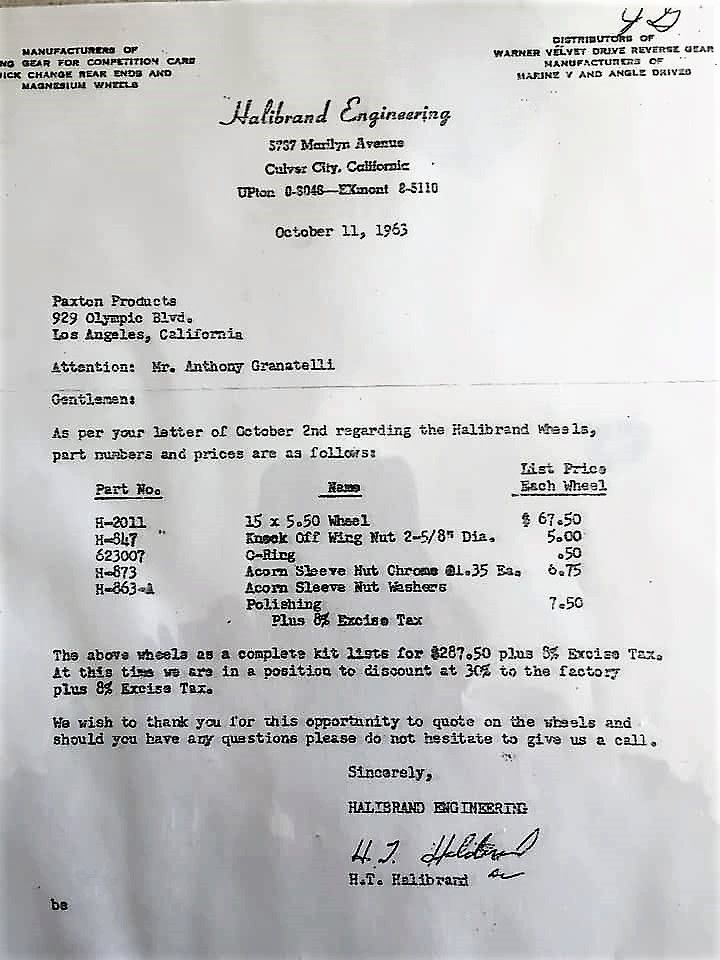 4 G
MANUFACTURERS OF
NG GEAR FOR COMPETITION CARS
ICK CHANGE REAR ENDS AND
MAGNESIUM WHEELS
DISTRIBUTORS OF
WARNER VELVET DRIVE REVERSE GEAR
MANUFACTURERS OF
MARINE V AND ANGLE DRIVES
Halibrand Engineering
Marilyn Avenue
Culver City, California
UPton 0-3048—EXmont 8-5110
October 11, 1963
Paxton Products
929 Olympic Blvd.
Los Angeles, California
Attention: Mr. Anthony Granatelli
Gentlemen:
As per your letter of October 2nd regarding the Halibrand Wheels,
part numbers and prices are as follows:
Part No. Name List Price Each Wheel
H-2011 15 x 5.50 Wheel $ 67.50
H-847 Knock Off Wing Nut 2-5/8" Dia. 5.00
623007 O-Ring .50
H-873 Acorn Sleeve Nut Chrome @1.35 Ea. 6.75
H-863-A Acorn Sleeve Nut Washers
Polishing 7.50
Plus 8% Excise Tax
The above wheels as a complete kit lists for $287.50 plus 8% Excise Tax.
At this time we are in a position to discount at 30% to the factory
plus 8% Excise Tax.
We wish to thank you for this opportunity to quote on the wheels and
should you have any questions please do not hesitate to give us a call.
Sincerely,
HALIBRAND ENGINEERING
H. T. Halibrand
H.T. Halibrand